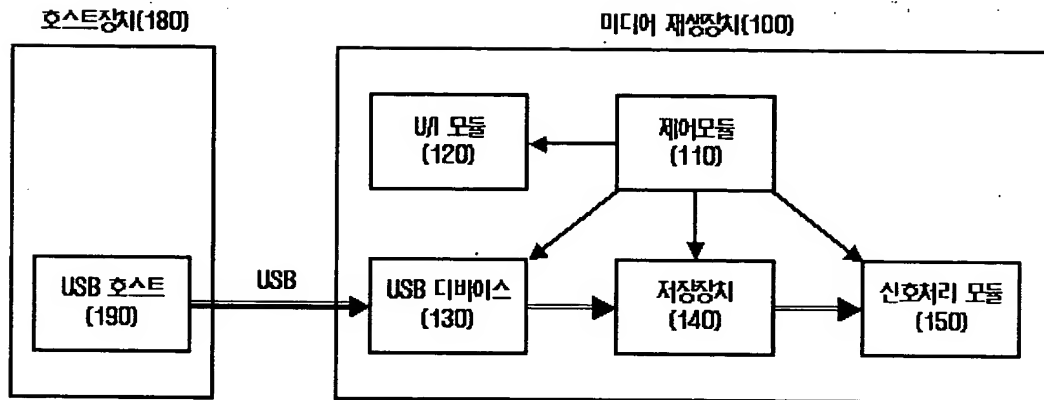 호스트장치(180)
미디어 재생장치(100)
U/I 모듈
(120)
제어모듈
(110)
USB 호스트
(190)
USB
USB 디바이스
(130)
저장장치
(140)
신호처리 모듈
(150)